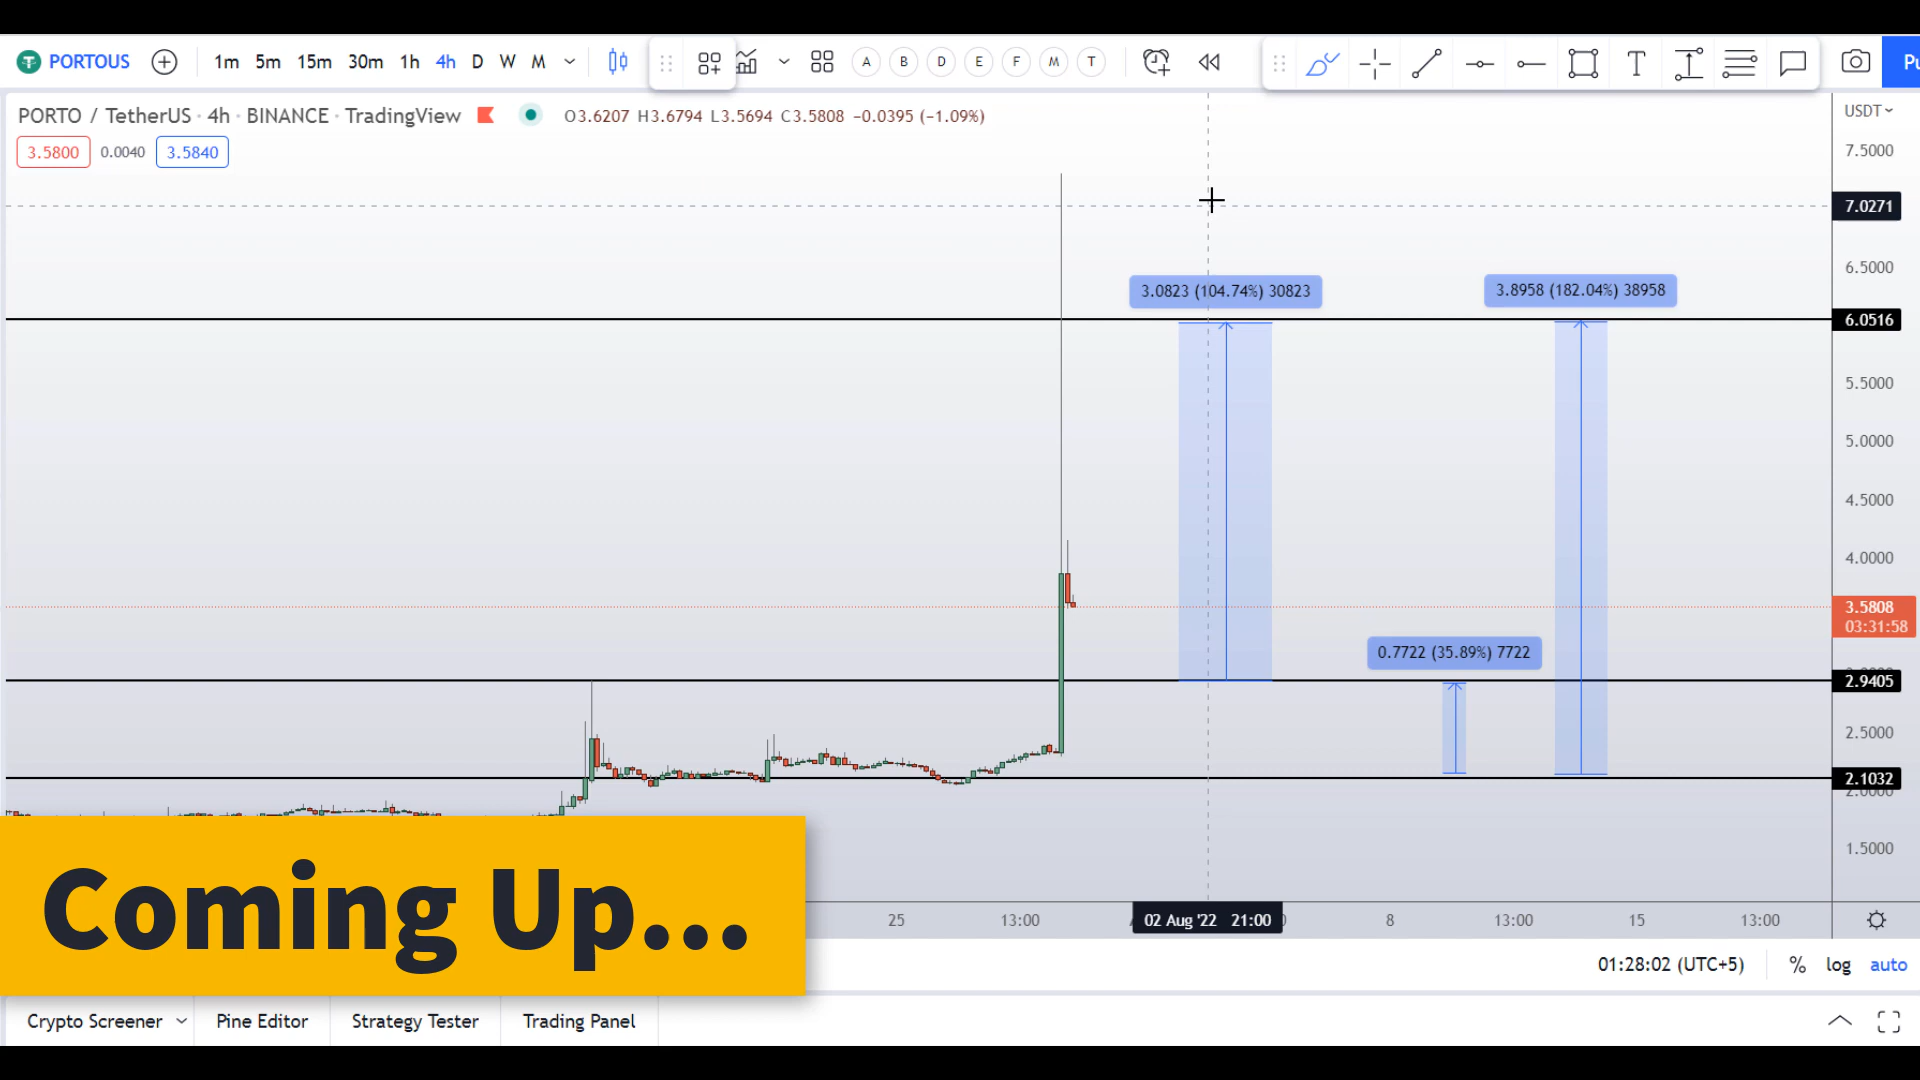 PORTOUS 1m 5m 15m 30m 1h 4h D W M A B D E F M T T Pu
PORTO / TetherUS · 4h · BINANCE · TradingView O3.6207 H3.6794 L3.5694 C3.5808 −0.0395 (−1.09%)
USDT
3.5800 0.0040 3.5840
7.5000
7.0271
6.5000
3.0823 (104.74%) 30823
3.8958 (182.04%) 38958
6.0516
5.5000
5.0000
4.5000
4.0000
3.5808
03:31:58
0.7722 (35.89%) 7722
2.9405
2.5000
2.1032
2.0000
1.5000
Coming Up...
25 13:00 02 Aug '22 21:00 8 13:00 15 13:00
01:28:02 (UTC+5) % log auto
Crypto Screener Pine Editor Strategy Tester Trading Panel